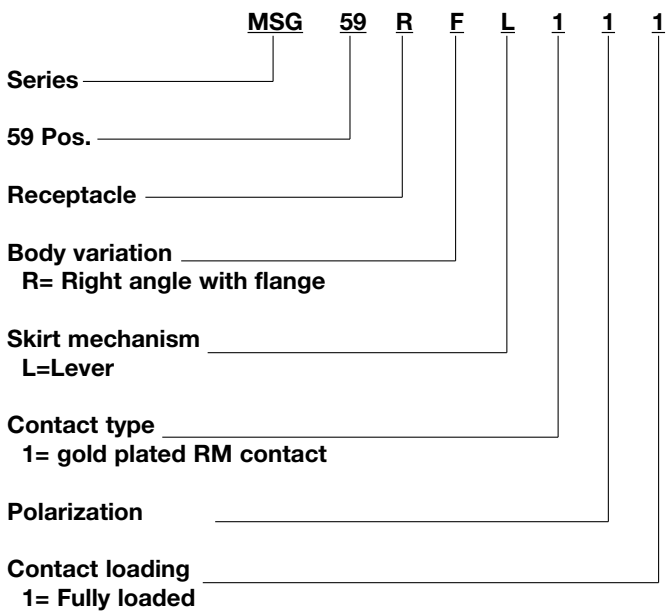 MSG 59 R F L 1 1 1
Series
59 Pos.
Receptacle
Body variation
R= Right angle with flange
Skirt mechanism
L=Lever
Contact type
1= gold plated RM contact
Polarization
Contact loading
1= Fully loaded